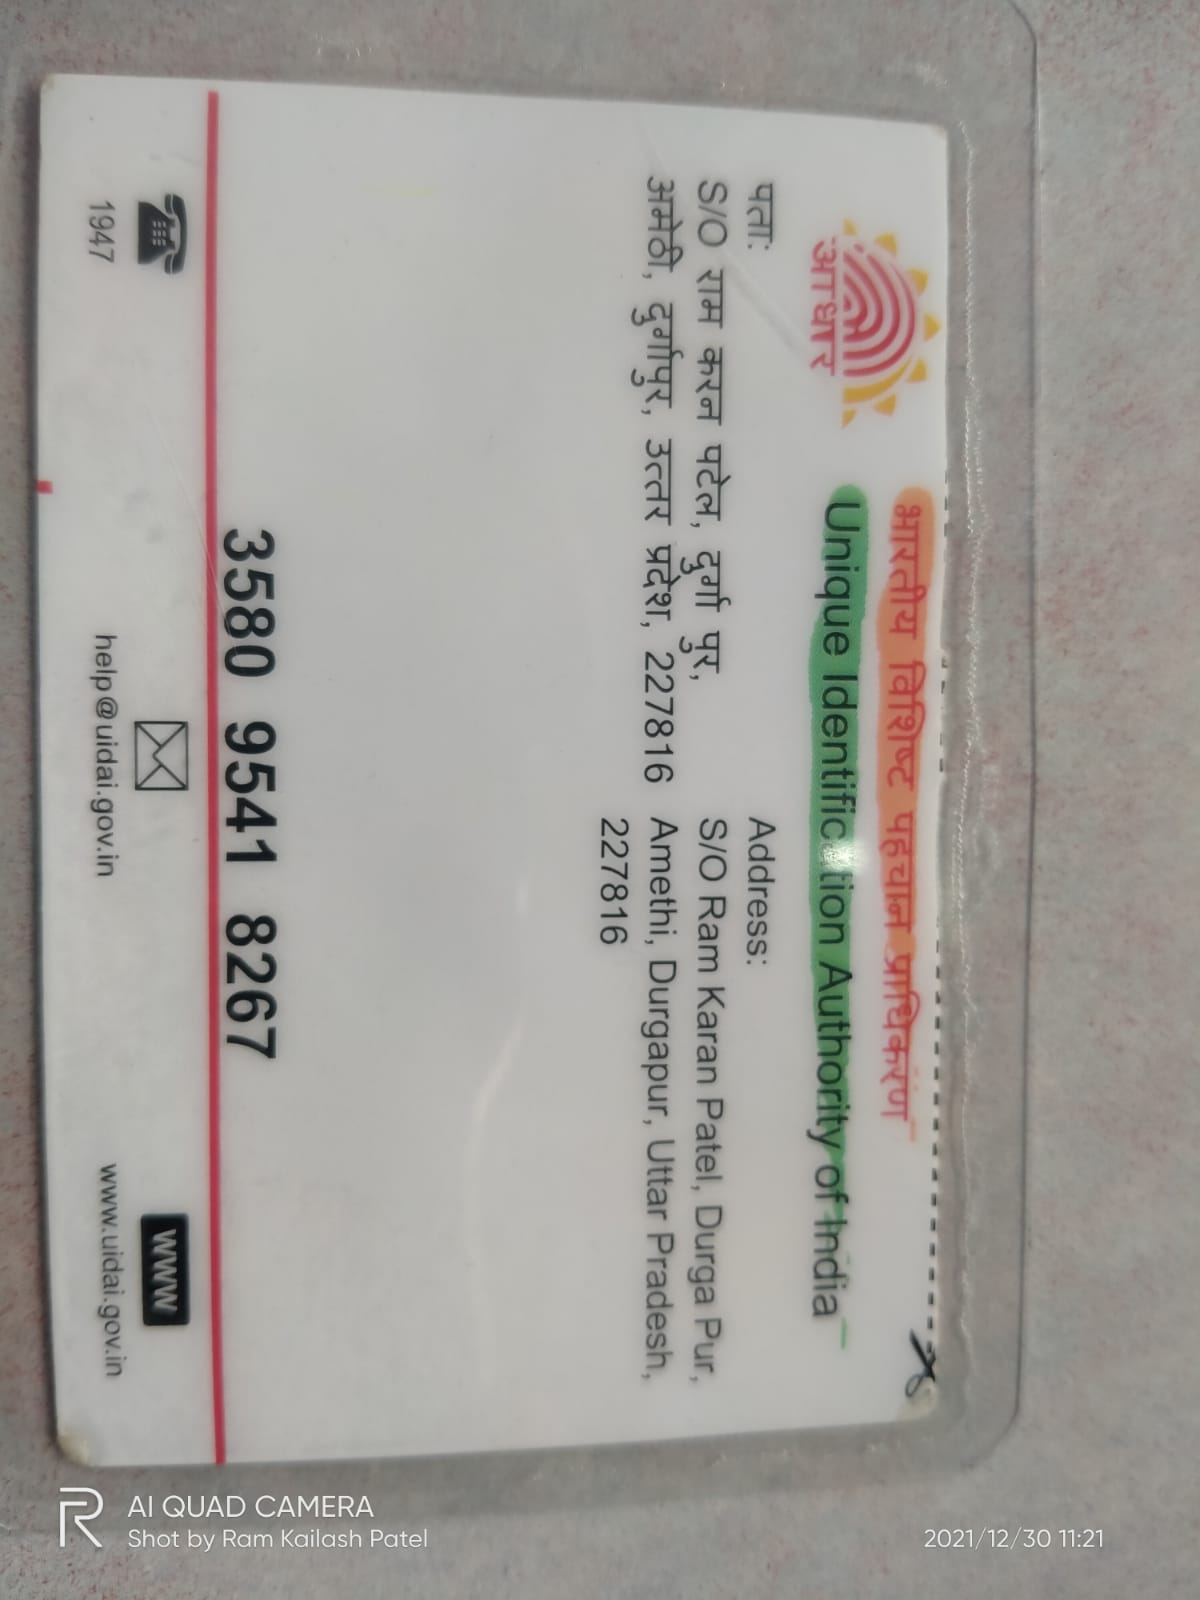 आधार
भारतीय विशिष्ट पहचान प्राधिकरण
Unique Identification Authority of India
पताः
S/O राम करन पटेल, दुर्गा पुर,
अमेठी, दुर्गापुर, उत्तर प्रदेश, 227816
Address:
S/O Ram Karan Patel, Durga Pur,
Amethi, Durgapur, Uttar Pradesh,
227816
3580 9541 8267
1947
help@uidai.gov.in
WWW
www.uidai.gov.in
AI QUAD CAMERA
Shot by Ram Kailash Patel
2021/12/30 11:21